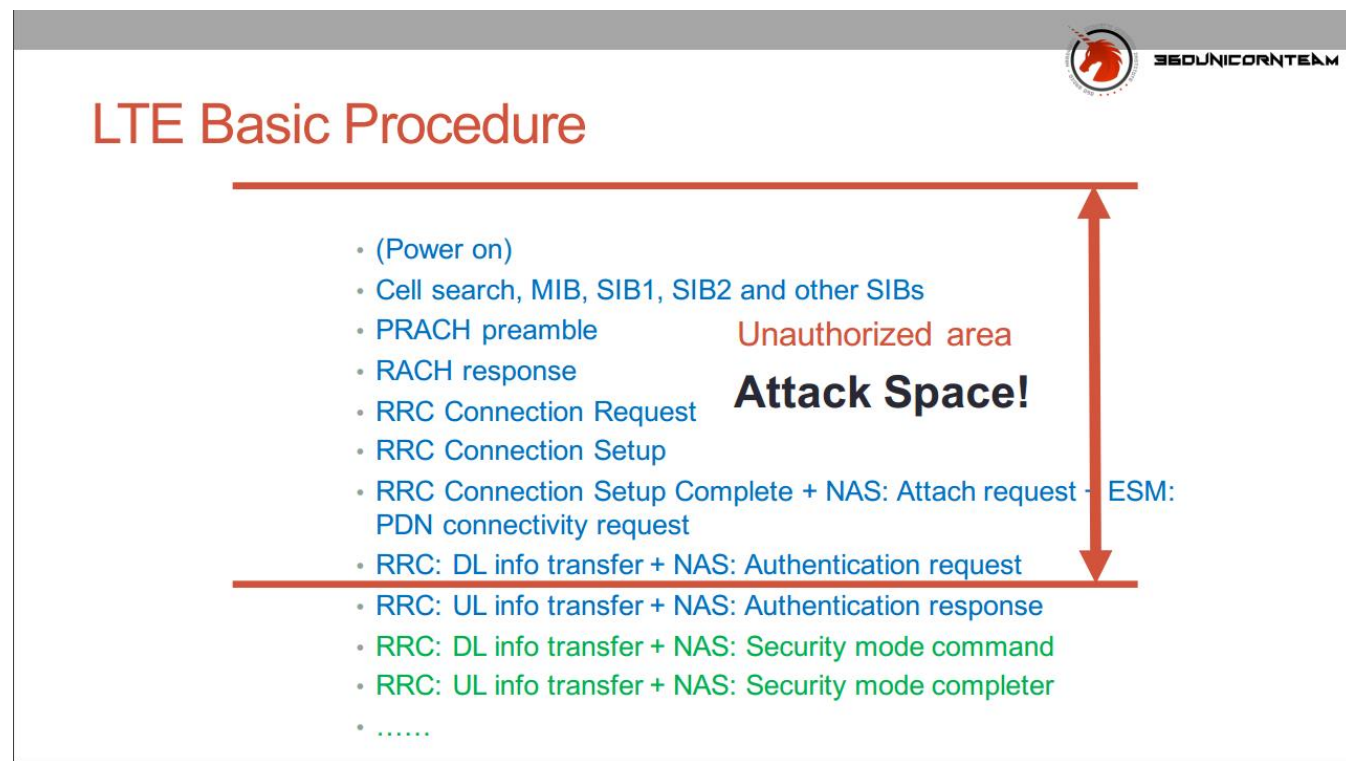 360UNICORNTEAM
LTE Basic Procedure
• (Power on)
• Cell search, MIB, SIB1, SIB2 and other SIBs
• PRACH preamble
Unauthorized area
• RACH response
Attack Space!
• RRC Connection Request
• RRC Connection Setup
• RRC Connection Setup Complete + NAS: Attach request + ESM:
PDN connectivity request
• RRC: DL info transfer + NAS: Authentication request
• RRC: UL info transfer + NAS: Authentication response
• RRC: DL info transfer + NAS: Security mode command
• RRC: UL info transfer + NAS: Security mode completer
• ……